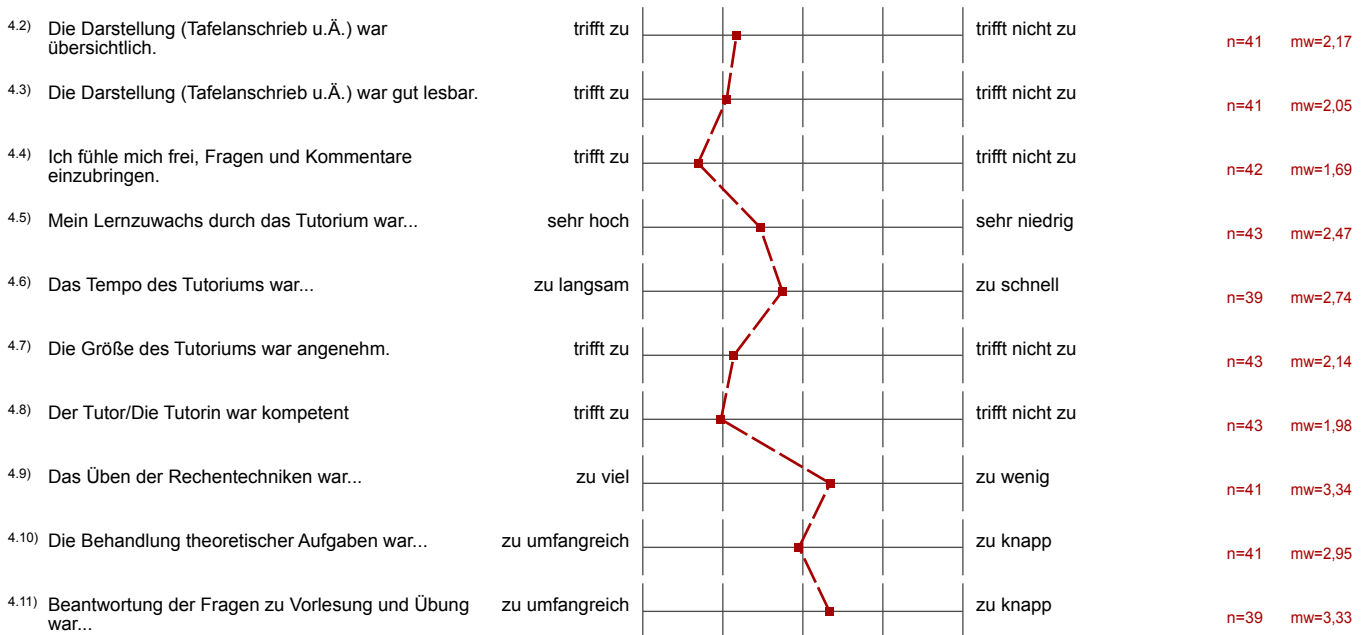 4.2) Die Darstellung (Tafelanschrieb u.Ä.) war übersichtlich. trifft zu trifft nicht zu n=41 mw=2,17
4.3) Die Darstellung (Tafelanschrieb u.Ä.) war gut lesbar. trifft zu trifft nicht zu n=41 mw=2,05
4.4) Ich fühle mich frei, Fragen und Kommentare einzubringen. trifft zu trifft nicht zu n=42 mw=1,69
4.5) Mein Lernzuwachs durch das Tutorium war... sehr hoch sehr niedrig n=43 mw=2,47
4.6) Das Tempo des Tutoriums war... zu langsam zu schnell n=39 mw=2,74
4.7) Die Größe des Tutoriums war angenehm. trifft zu trifft nicht zu n=43 mw=2,14
4.8) Der Tutor/Die Tutorin war kompetent trifft zu trifft nicht zu n=43 mw=1,98
4.9) Das Üben der Rechentechniken war... zu viel zu wenig n=41 mw=3,34
4.10) Die Behandlung theoretischer Aufgaben war... zu umfangreich zu knapp n=41 mw=2,95
4.11) Beantwortung der Fragen zu Vorlesung und Übung war... zu umfangreich zu knapp n=39 mw=3,33